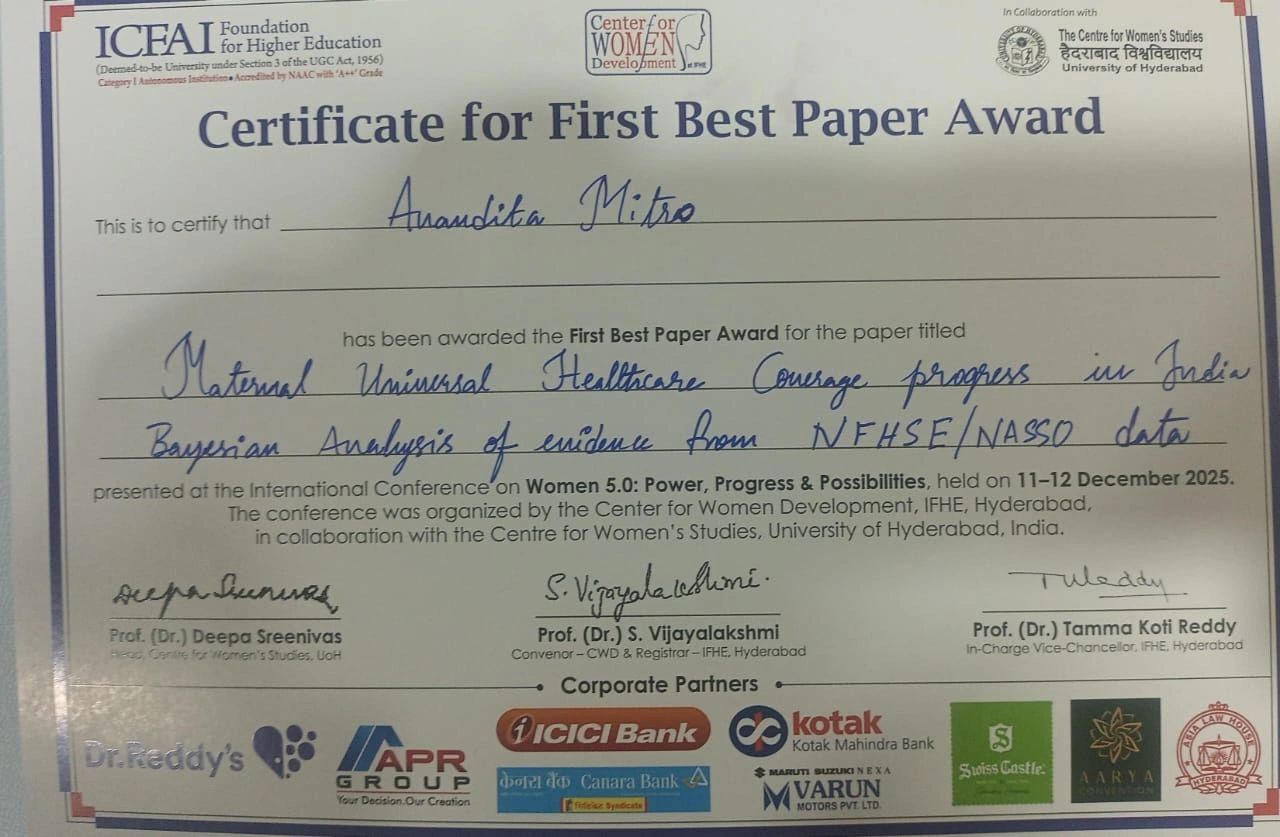 ICFAI Foundation for Higher Education
(Deemed-to-be University under Section 3 of the UGC Act, 1956)
Category I Autonomous Institution • Accredited by NAAC with 'A++' Grade
Center for
WOMEN
Development at IFHE
In Collaboration with
The Centre for Women's Studies
हैदराबाद विश्वविद्यालय
University of Hyderabad
Certificate for First Best Paper Award
This is to certify that Anandita Mitro
has been awarded the First Best Paper Award for the paper titled
Maternal Universal Healthcare Coverage progress in India
Bayesian Analysis of evidence from NFHSE/NASSO data
presented at the International Conference on Women 5.0: Power, Progress & Possibilities, held on 11–12 December 2025.
The conference was organized by the Center for Women Development, IFHE, Hyderabad,
in collaboration with the Centre for Women's Studies, University of Hyderabad, India.
Deepa Sreenivas
S. Vijayalakshmi.
Prof. (Dr.) Deepa Sreenivas
Head, Centre for Women's Studies, UoH
Prof. (Dr.) S. Vijayalakshmi
Convenor – CWD & Registrar – IFHE, Hyderabad
Prof. (Dr.) Tamma Koti Reddy
In-Charge Vice-Chancellor, IFHE, Hyderabad
Corporate Partners
Dr.Reddy's
APR
GROUP
Your Decision.Our Creation
ICICI Bank
केनरा बैंक Canara Bank
Syndicate
kotak
Kotak Mahindra Bank
MARUTI SUZUKI NEXA
VARUN
MOTORS PVT. LTD.
S
Swiss Castle
AARYA
CONVENTION
ASIA LAW HOUSE
HYDERABAD